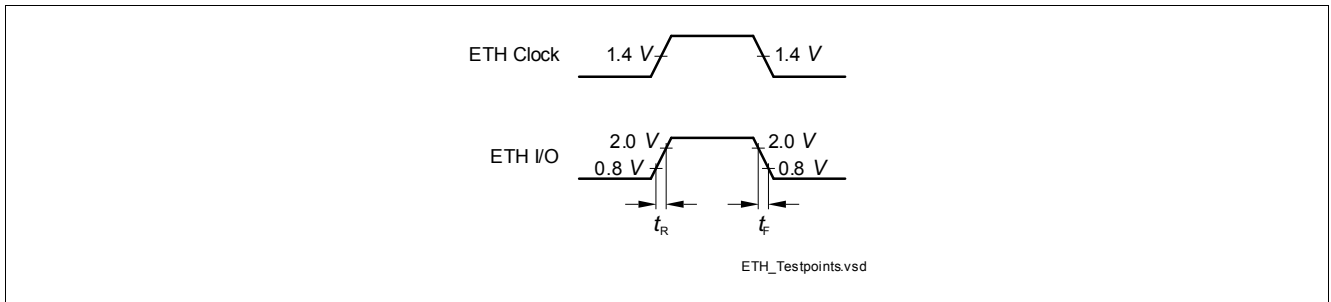 ETH Clock 1.4 V 1.4 V
2.0 V 2.0 V
ETH I/O
0.8 V 0.8 V
tR tF
ETH_Testpoints.vsd